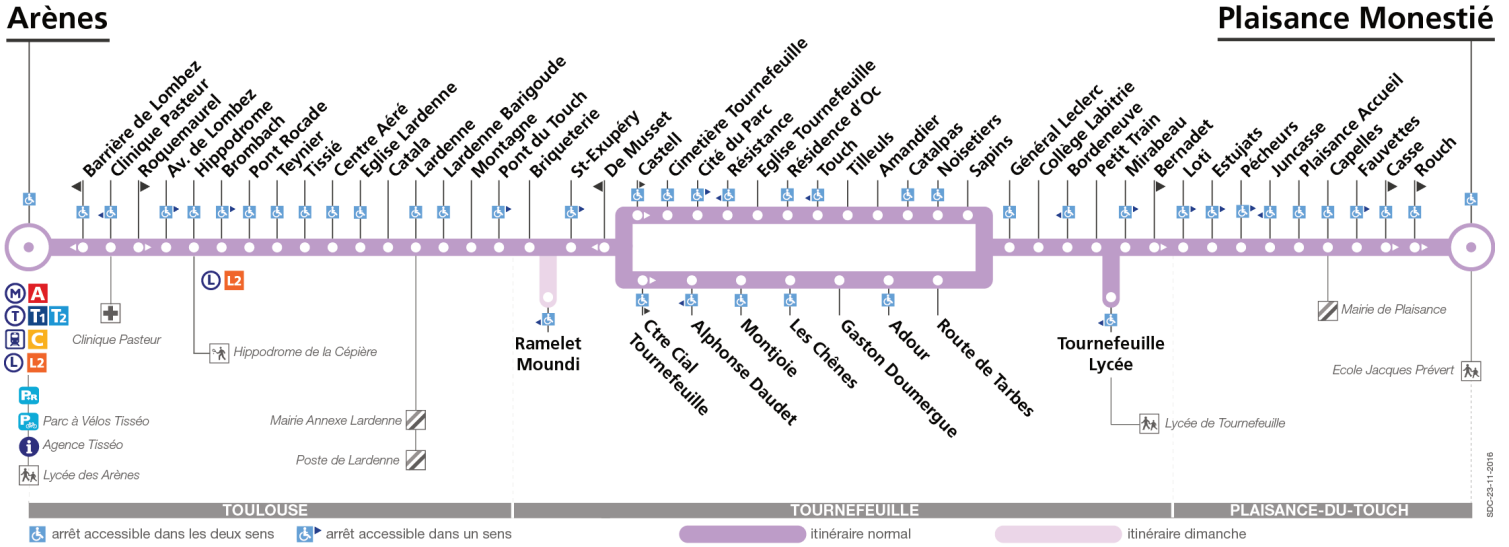 Arènes
Plaisance Monestié
Barrière de Lombez
Clinique Pasteur
Roquemaurel
Av. de Lombez
Hippodrome
Brombach
Pont Rocade
Teynier
Tissié
Centre Aéré
Eglise Lardenne
Catala
Lardenne
Lardenne Barigoude
Montagne
Pont du Touch
Briqueterie
St-Exupéry
De Musset
Castell
Cimetière Tournefeuille
Cité du Parc
Résistance
Eglise Tournefeuille
Résidence d'Oc
Touch
Tilleuls
Amandier
Catalpas
Noisetiers
Sapins
Général Leclerc
Collège Labitrie
Bordeneuve
Petit Train
Mirabeau
Bernadet
Loti
Estujats
Pécheurs
Juncasse
Plaisance Accueil
Capelles
Fauvettes
Casse
Rouch
L L2
M A
T T1 T2
C
L L2
P+R
P
Parc à Vélos Tisséo
i
Agence Tisséo
Lycée des Arènes
Clinique Pasteur
Hippodrome de la Cépière
Mairie Annexe Lardenne
Poste de Lardenne
Ramelet
Moundi
Ctre Cial
Tournefeuille
Alphonse Daudet
Montjoie
Les Chênes
Gaston Doumergue
Adour
Route de Tarbes
Tournefeuille
Lycée
Lycée de Tournefeuille
Mairie de Plaisance
Ecole Jacques Prévert
SDC-23-11-2016
TOULOUSE
TOURNEFEUILLE
PLAISANCE-DU-TOUCH
arrêt accessible dans les deux sens
arrêt accessible dans un sens
itinéraire normal
itinéraire dimanche